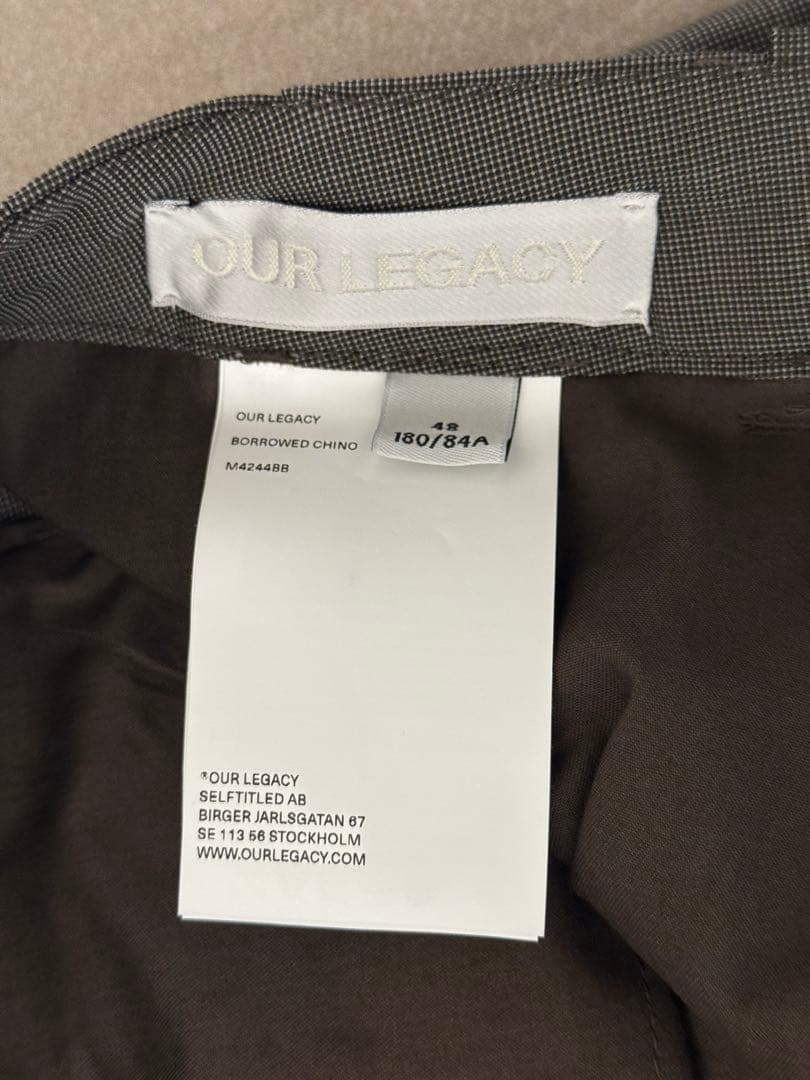 OUR LEGACY
OUR LEGACY
BORROWED CHINO
M4244BB
48
180/84A
®OUR LEGACY
SELFTITLED AB
BIRGER JARLSGATAN 67
SE 113 56 STOCKHOLM
WWW.OURLEGACY.COM